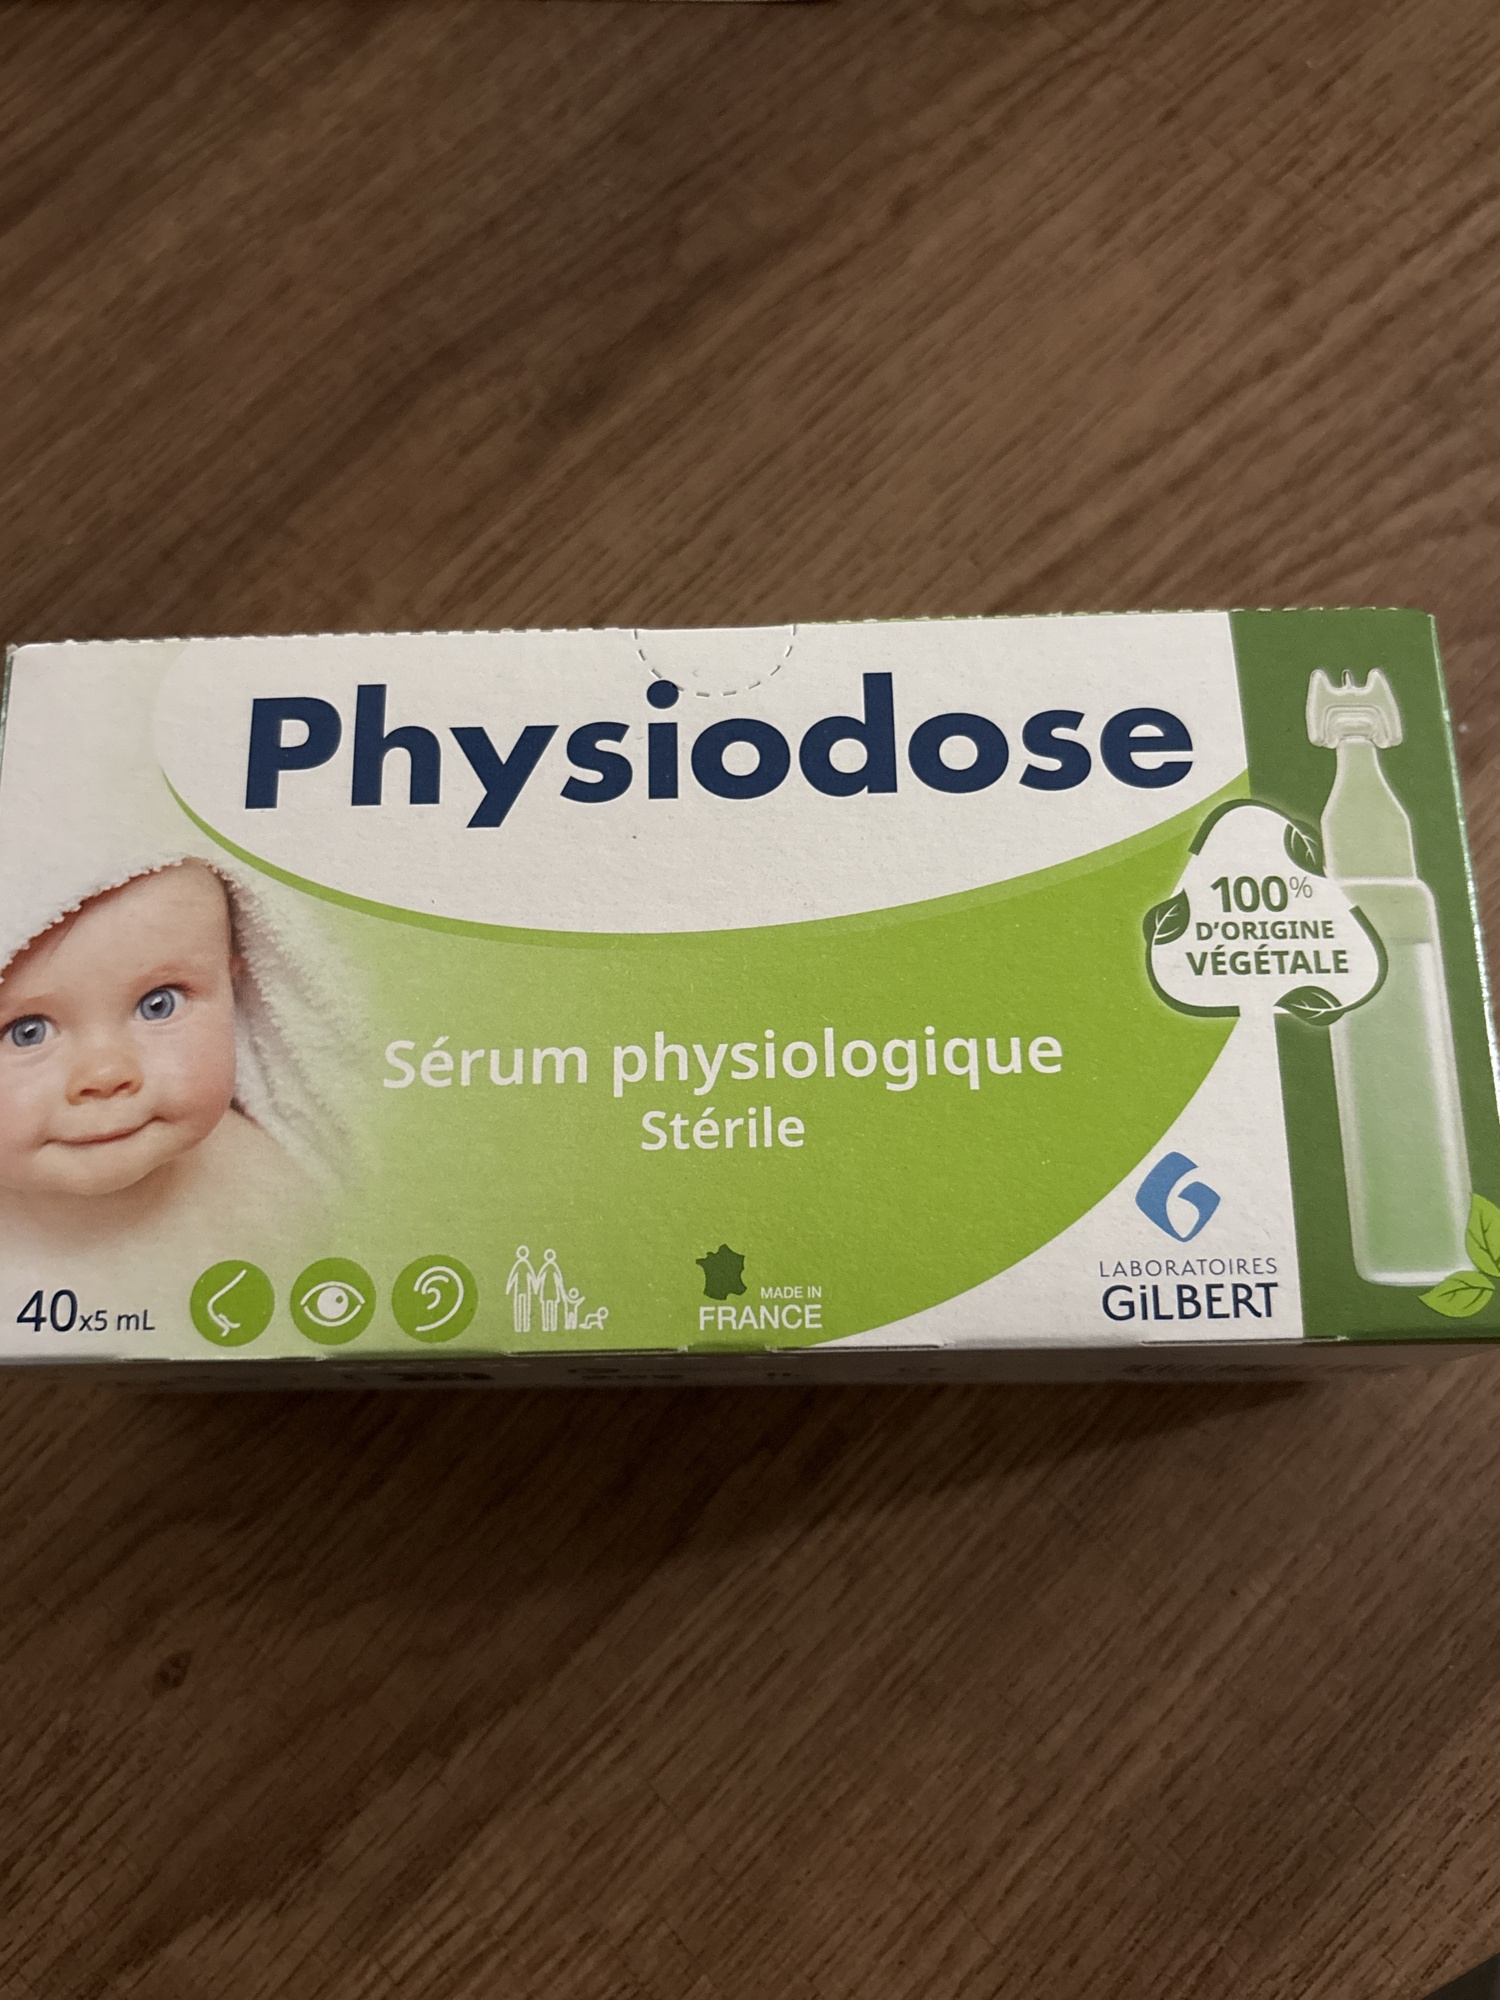 Physiodose
100%
D'ORIGINE
VÉGÉTALE
Sérum physiologique
Stérile
40x5 mL
MADE IN
FRANCE
LABORATOIRES
GiLBERT